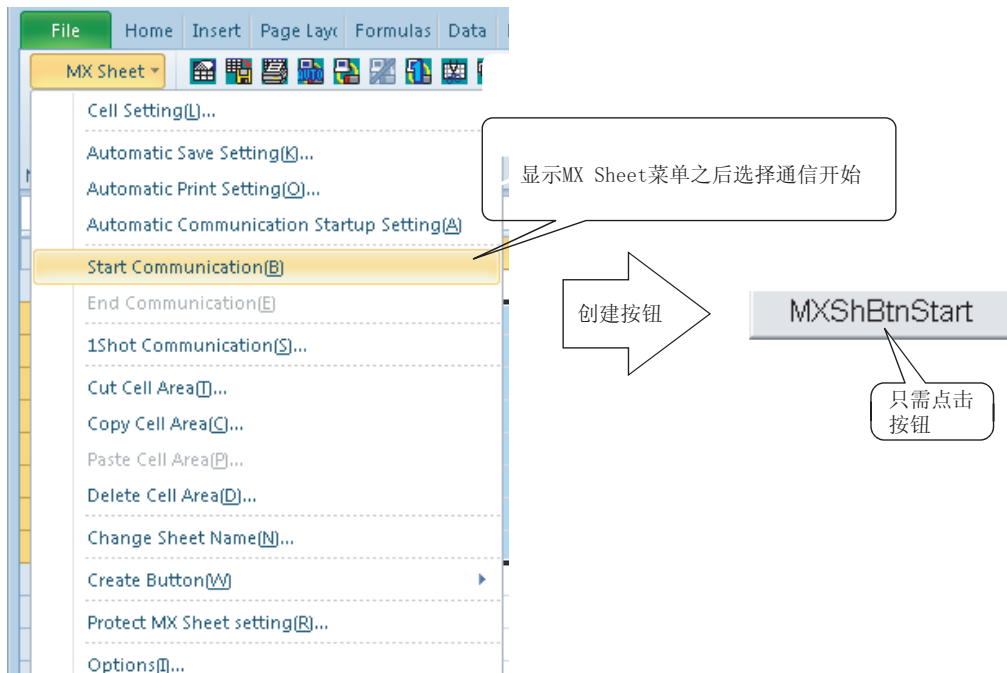 File Home Insert Page Layo Formulas Data
MX Sheet
Cell Setting(L)...
Automatic Save Setting(K)...
Automatic Print Setting(O)...
Automatic Communication Startup Setting(A)
Start Communication(B)
End Communication(E)
1Shot Communication(S)...
Cut Cell Area(T)...
Copy Cell Area(C)...
Paste Cell Area(P)...
Delete Cell Area(D)...
Change Sheet Name(N)...
Create Button(W)
Protect MX Sheet setting(R)...
Options(I)...
显示MX Sheet菜单之后选择通信开始
创建按钮
MXShBtnStart
只需点击
按钮